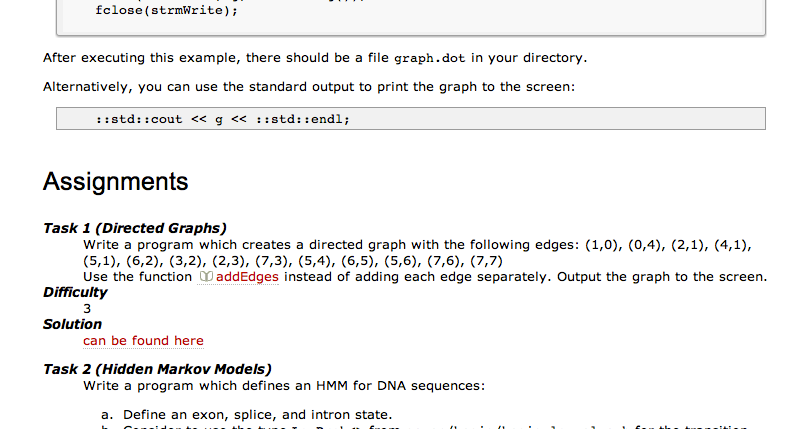 fclose(strmWrite);
After executing this example, there should be a file graph.dot in your directory.
Alternatively, you can use the standard output to print the graph to the screen:
::std::cout << g << ::std::endl;
Assignments
Task 1 (Directed Graphs)
Write a program which creates a directed graph with the following edges: (1,0), (0,4), (2,1), (4,1),
(5,1), (6,2), (3,2), (2,3), (7,3), (5,4), (6,5), (5,6), (7,6), (7,7)
Use the function addEdges instead of adding each edge separately. Output the graph to the screen.
Difficulty
3
Solution
can be found here
Task 2 (Hidden Markov Models)
Write a program which defines an HMM for DNA sequences:
a. Define an exon, splice, and intron state.